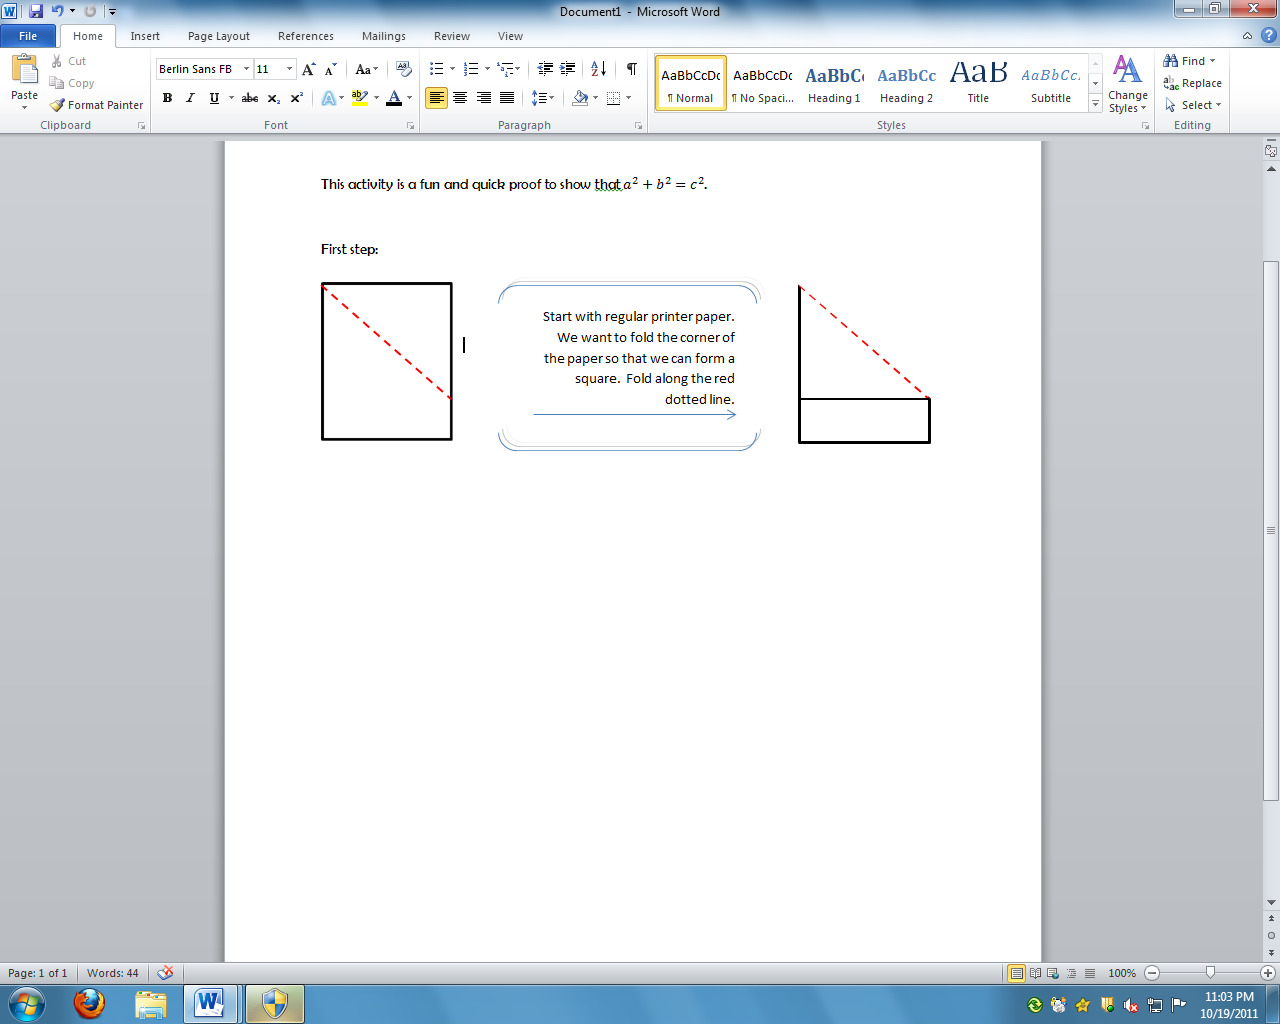 Document1 - Microsoft Word
File Home Insert Page Layout References Mailings Review View
Paste
Cut
Copy
Format Painter
Clipboard
Berlin Sans FB 11
Font
Paragraph
AaBbCcDc AaBbCcDc AaBbCc AaBbCc AaB AaBbCc.
¶ Normal ¶ No Spaci... Heading 1 Heading 2 Title Subtitle
Styles
Change Styles
Find
Replace
Select
Editing
This activity is a fun and quick proof to show that a² + b² = c².
First step:
Start with regular printer paper.
We want to fold the corner of
the paper so that we can form a
square. Fold along the red
dotted line.
Page: 1 of 1 Words: 44 100%
11:03 PM
10/19/2011